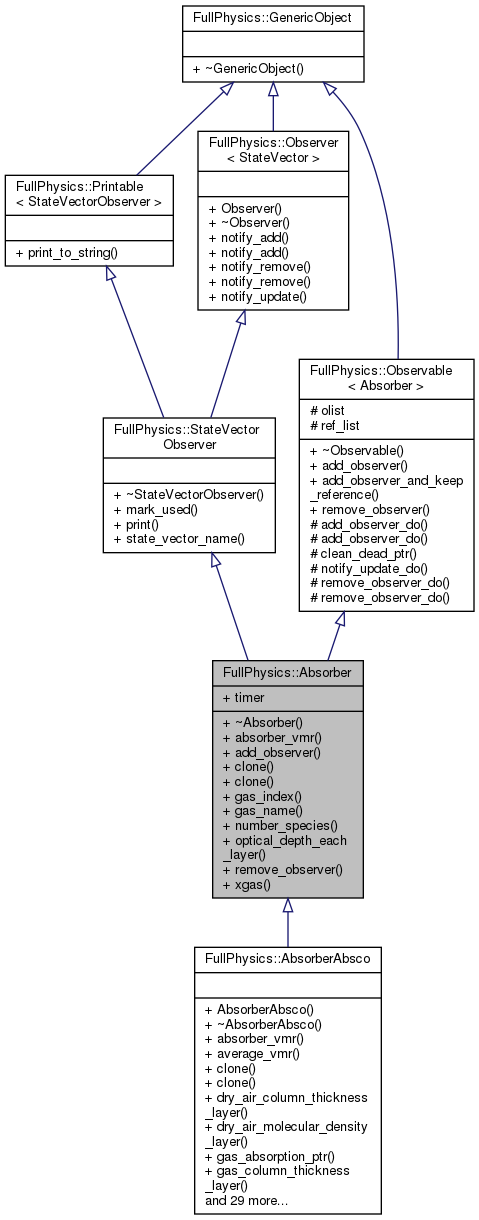 FullPhysics::GenericObject
+ ~GenericObject()
FullPhysics::Observer
< StateVector >
+ Observer()
+ ~Observer()
+ notify_add()
+ notify_add()
+ notify_remove()
+ notify_remove()
+ notify_update()
FullPhysics::Printable
< StateVectorObserver >
+ print_to_string()
FullPhysics::Observable
< Absorber >
# olist
# ref_list
+ ~Observable()
+ add_observer()
+ add_observer_and_keep
_reference()
+ remove_observer()
# add_observer_do()
# add_observer_do()
# clean_dead_ptr()
# notify_update_do()
# remove_observer_do()
# remove_observer_do()
FullPhysics::StateVector
Observer
+ ~StateVectorObserver()
+ mark_used()
+ print()
+ state_vector_name()
FullPhysics::Absorber
+ timer
+ ~Absorber()
+ absorber_vmr()
+ add_observer()
+ clone()
+ clone()
+ gas_index()
+ gas_name()
+ number_species()
+ optical_depth_each
_layer()
+ remove_observer()
+ xgas()
FullPhysics::AbsorberAbsco
+ AbsorberAbsco()
+ ~AbsorberAbsco()
+ absorber_vmr()
+ average_vmr()
+ clone()
+ clone()
+ dry_air_column_thickness
_layer()
+ dry_air_molecular_density
_layer()
+ gas_absorption_ptr()
+ gas_column_thickness
_layer()
and 29 more...